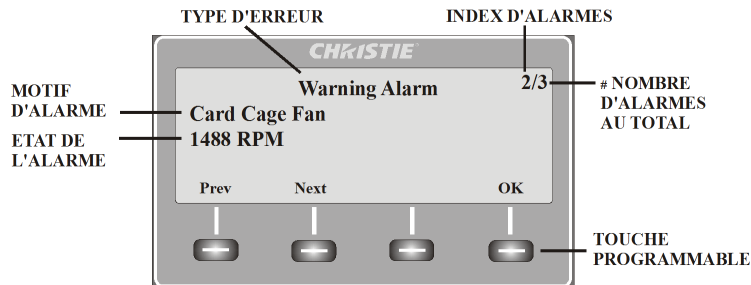 TYPE D'ERREUR
INDEX D'ALARMES
CHRISTIE
Warning Alarm
2/3
# NOMBRE
D'ALARMES
AU TOTAL
MOTIF
D'ALARME
Card Cage Fan
ETAT DE
L'ALARME
1488 RPM
Prev
Next
OK
TOUCHE
PROGRAMMABLE